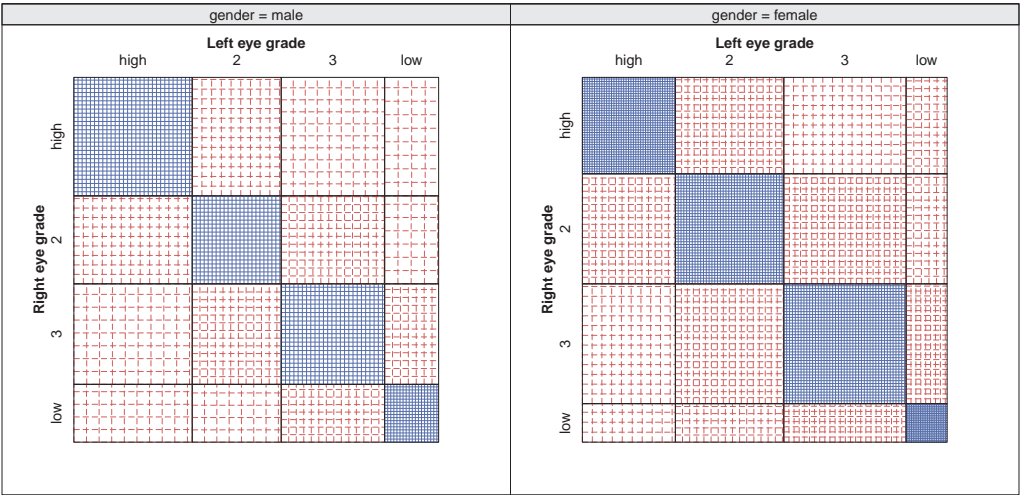 gender = male
Left eye grade
high 2 3 low
Right eye grade
high
2
3
low
gender = female
Left eye grade
high 2 3 low
Right eye grade
high
2
3
low